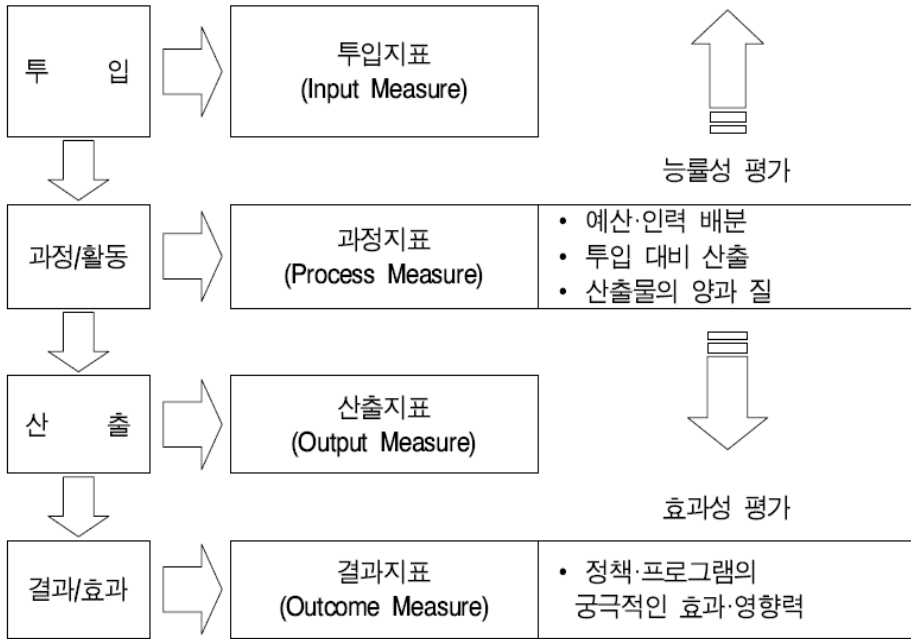 투 입
투입지표
(Input Measure)
능률성 평가
과정/활동
과정지표
(Process Measure)
• 예산·인력 배분
• 투입 대비 산출
• 산출물의 양과 질
산 출
산출지표
(Output Measure)
효과성 평가
결과/효과
결과지표
(Outcome Measure)
• 정책·프로그램의
궁극적인 효과·영향력